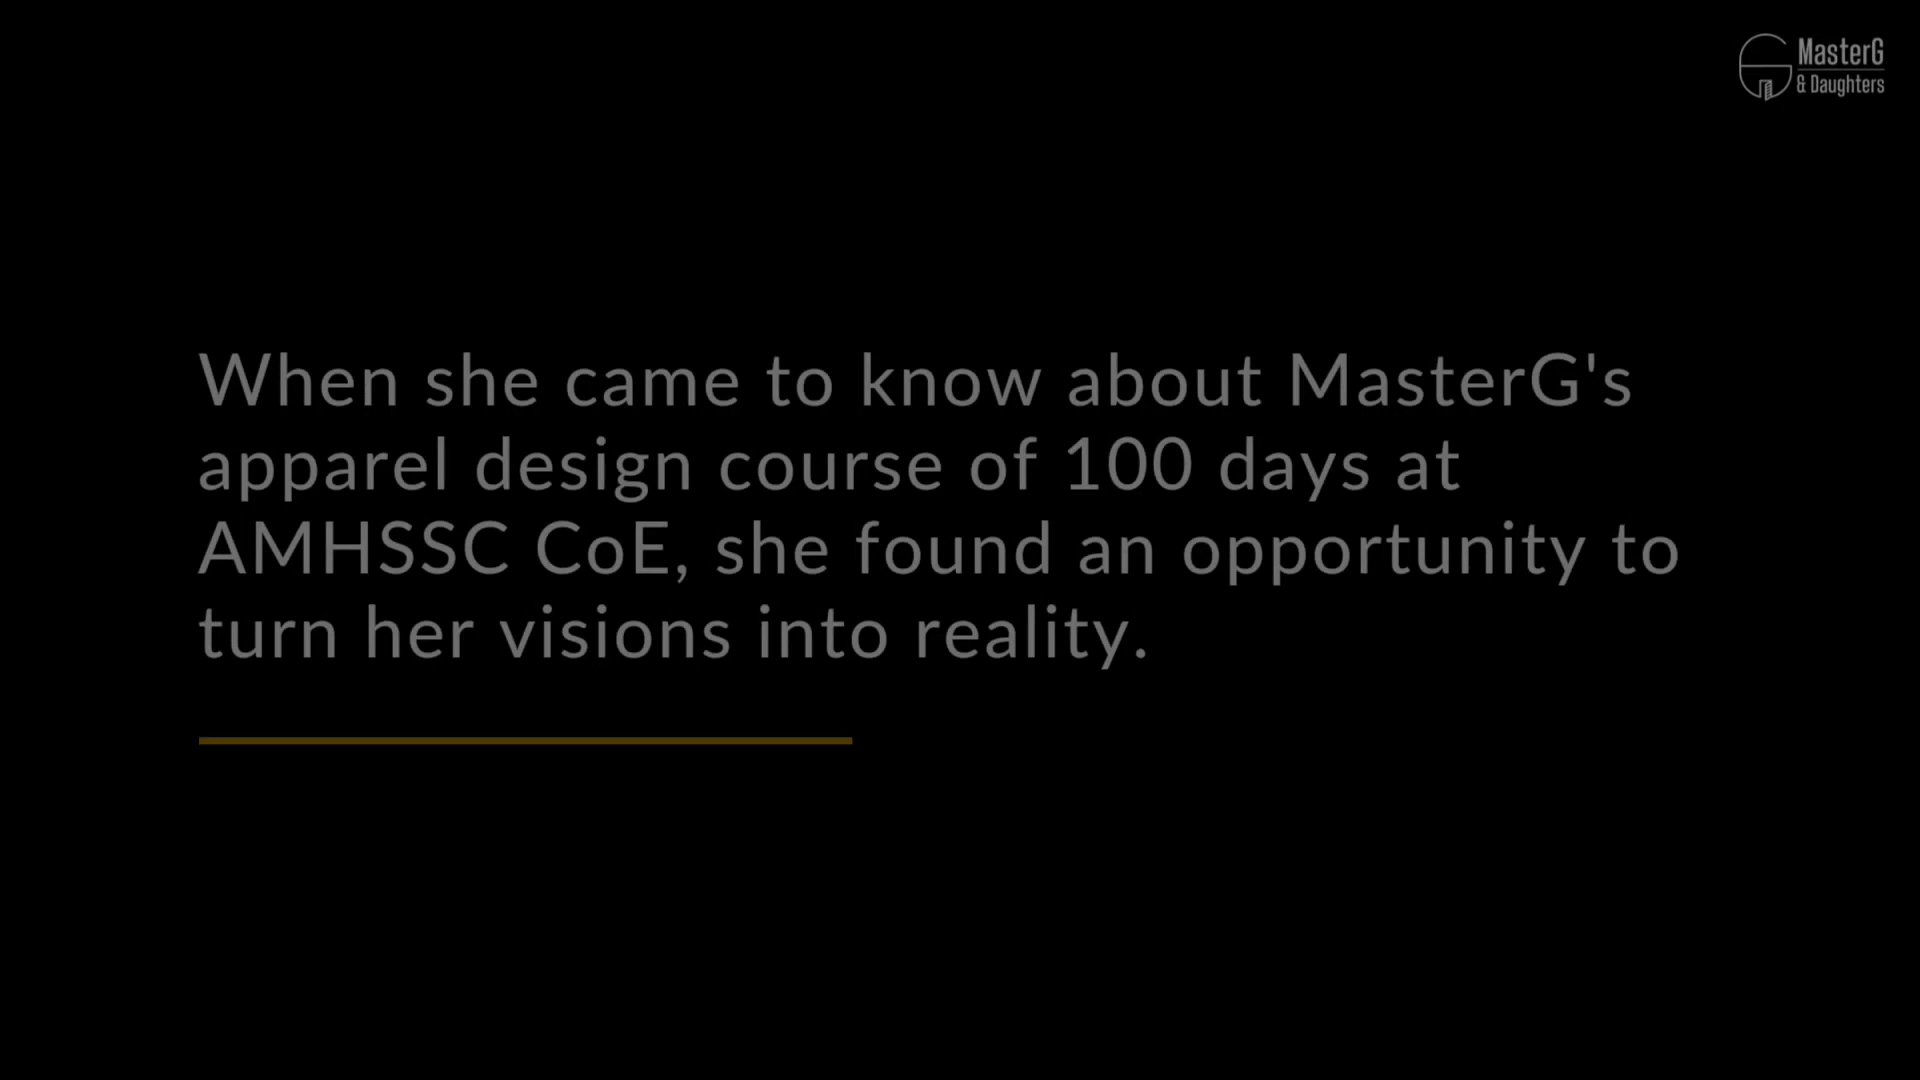 MasterG
& Daughters
When she came to know about MasterG's
apparel design course of 100 days at
AMHSSC CoE, she found an opportunity to
turn her visions into reality.